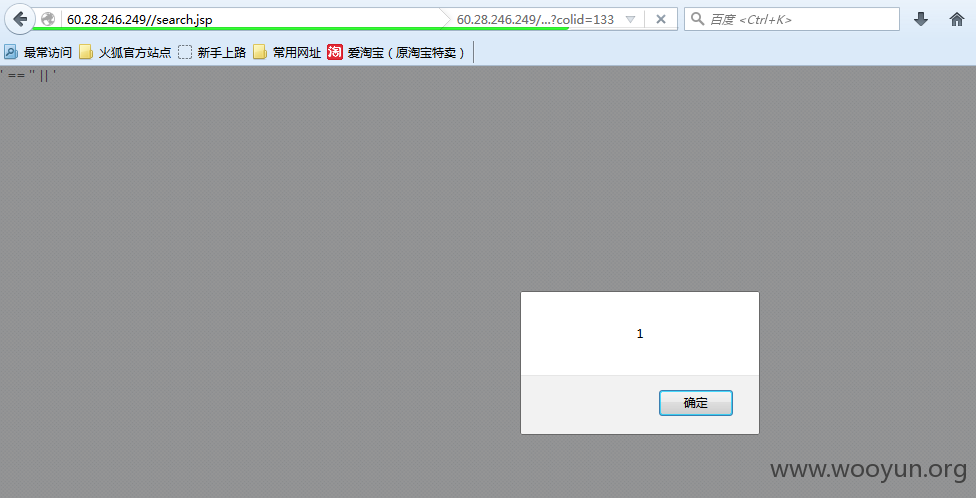 60.28.246.249//search.jsp
60.28.246.249/...?colid=133
百度 <Ctrl+K>
最常访问 火狐官方站点 新手上路 常用网址 淘 爱淘宝（原淘宝特卖）
' == '' || '
1
确定
www.wooyun.org